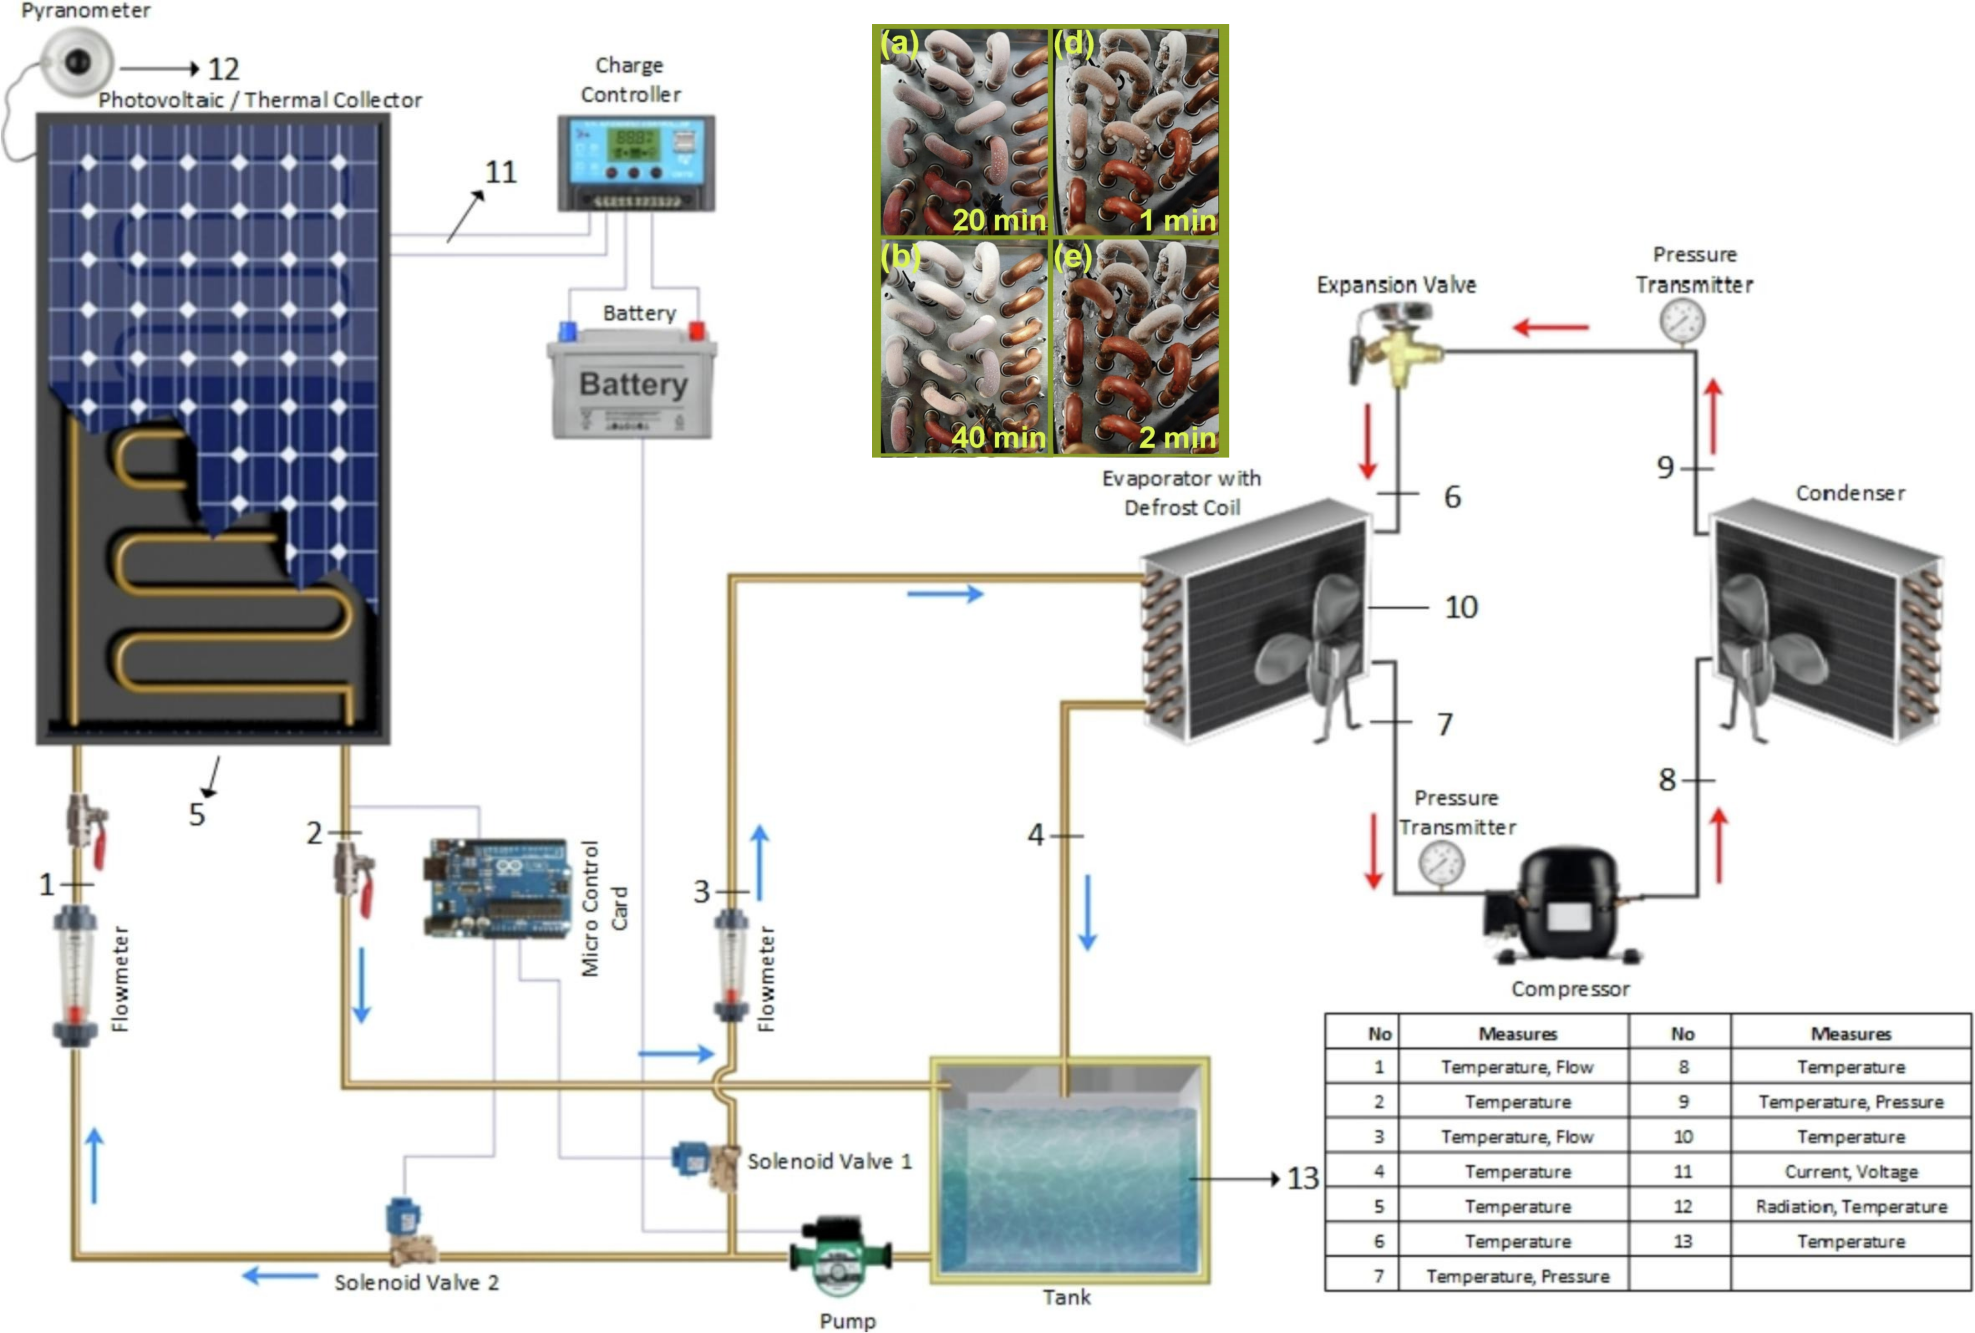 Pyranometer
12
Photovoltaic / Thermal Collector
Charge
Controller
11
Battery
Battery
(a)
20 min
(d)
1 min
(b)
40 min
(e)
2 min
Expansion Valve
Pressure
Transmitter
Evaporator with
Defrost Coil
6
9
Condenser
10
7
8
Pressure
Transmitter
Compressor
5
2
1
4
3
Flowmeter
Micro Control
Card
Flowmeter
Solenoid Valve 1
Solenoid Valve 2
Pump
Tank
13
No Measures No Measures
1 Temperature, Flow 8 Temperature
2 Temperature 9 Temperature, Pressure
3 Temperature, Flow 10 Temperature
4 Temperature 11 Current, Voltage
5 Temperature 12 Radiation, Temperature
6 Temperature 13 Temperature
7 Temperature, Pressure